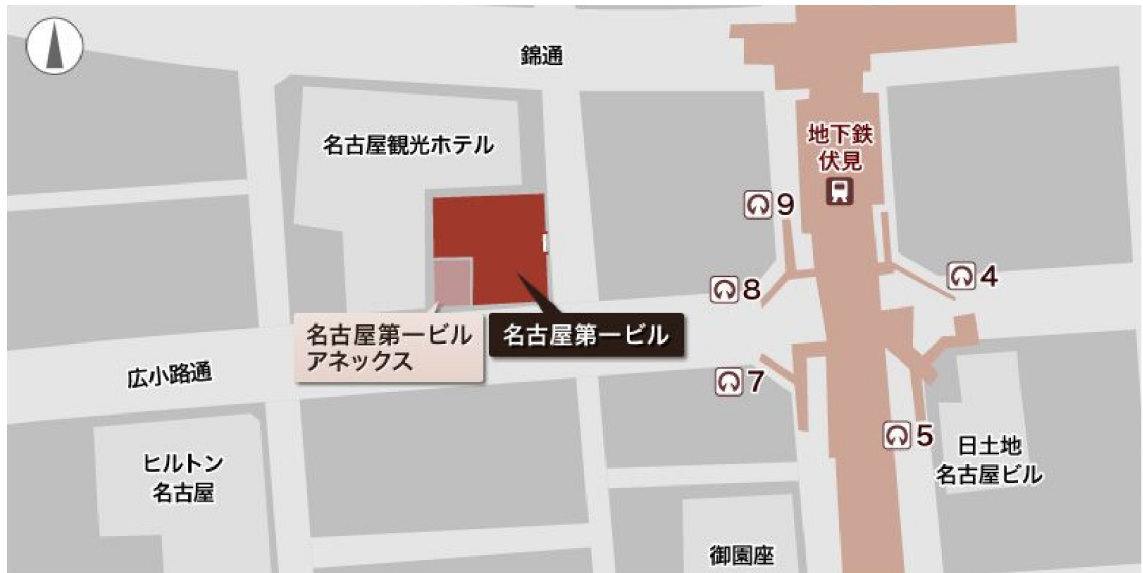 錦通
名古屋観光ホテル
地下鉄
伏見
9
8
4
名古屋第一ビル
アネックス
名古屋第一ビル
広小路通
7
5
ヒルトン
名古屋
日土地
名古屋ビル
御園座